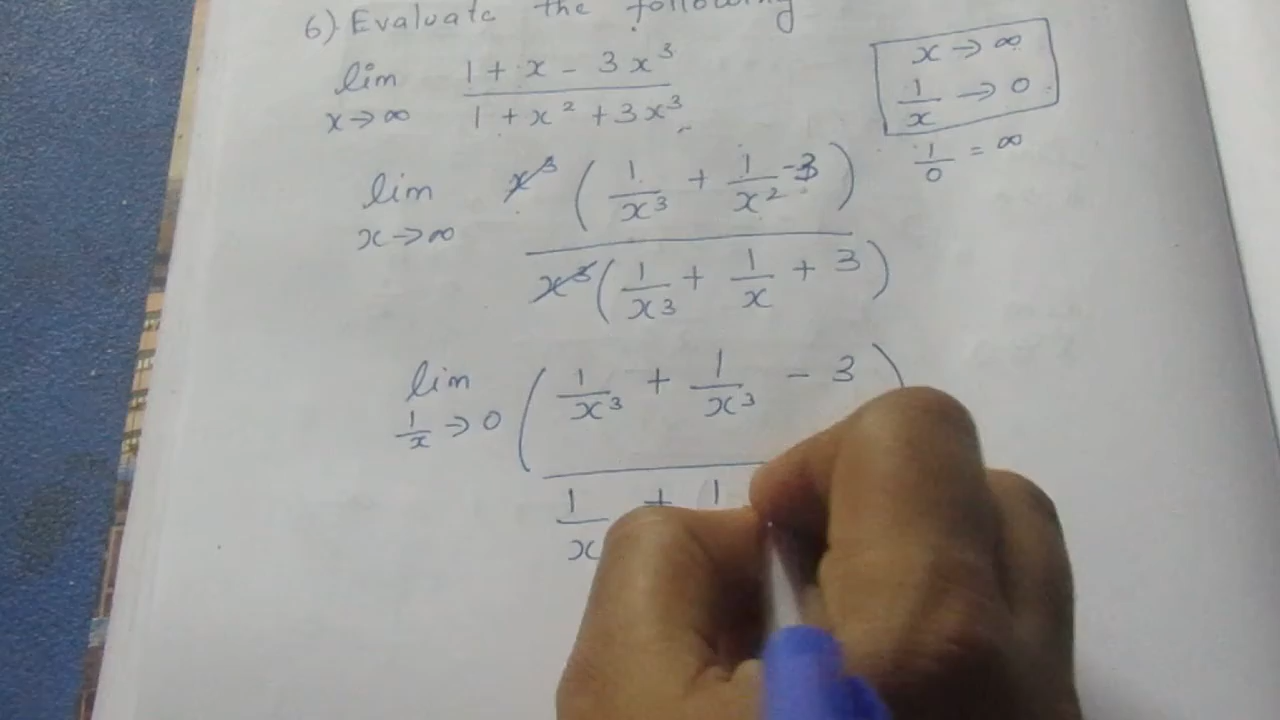 6) Evaluate the following
lim x→∞ (1 + x - 3x³) / (1 + x² + 3x³)
x → ∞
1/x → 0
1/0 = ∞
lim x→∞ x³ (1/x³ + 1/x² - 3) / x³ (1/x³ + 1/x + 3)
lim 1/x → 0 (1/x³ + 1/x³ - 3) / 1/x + 1